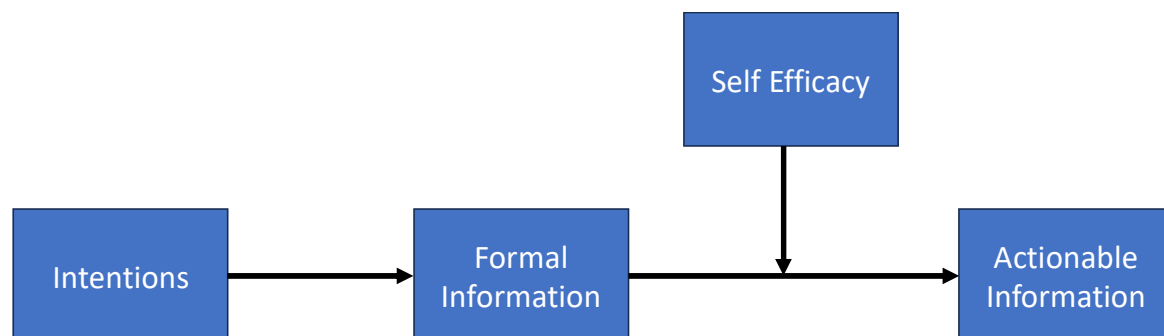 Self Efficacy
Intentions
Formal
Information
Actionable
Information